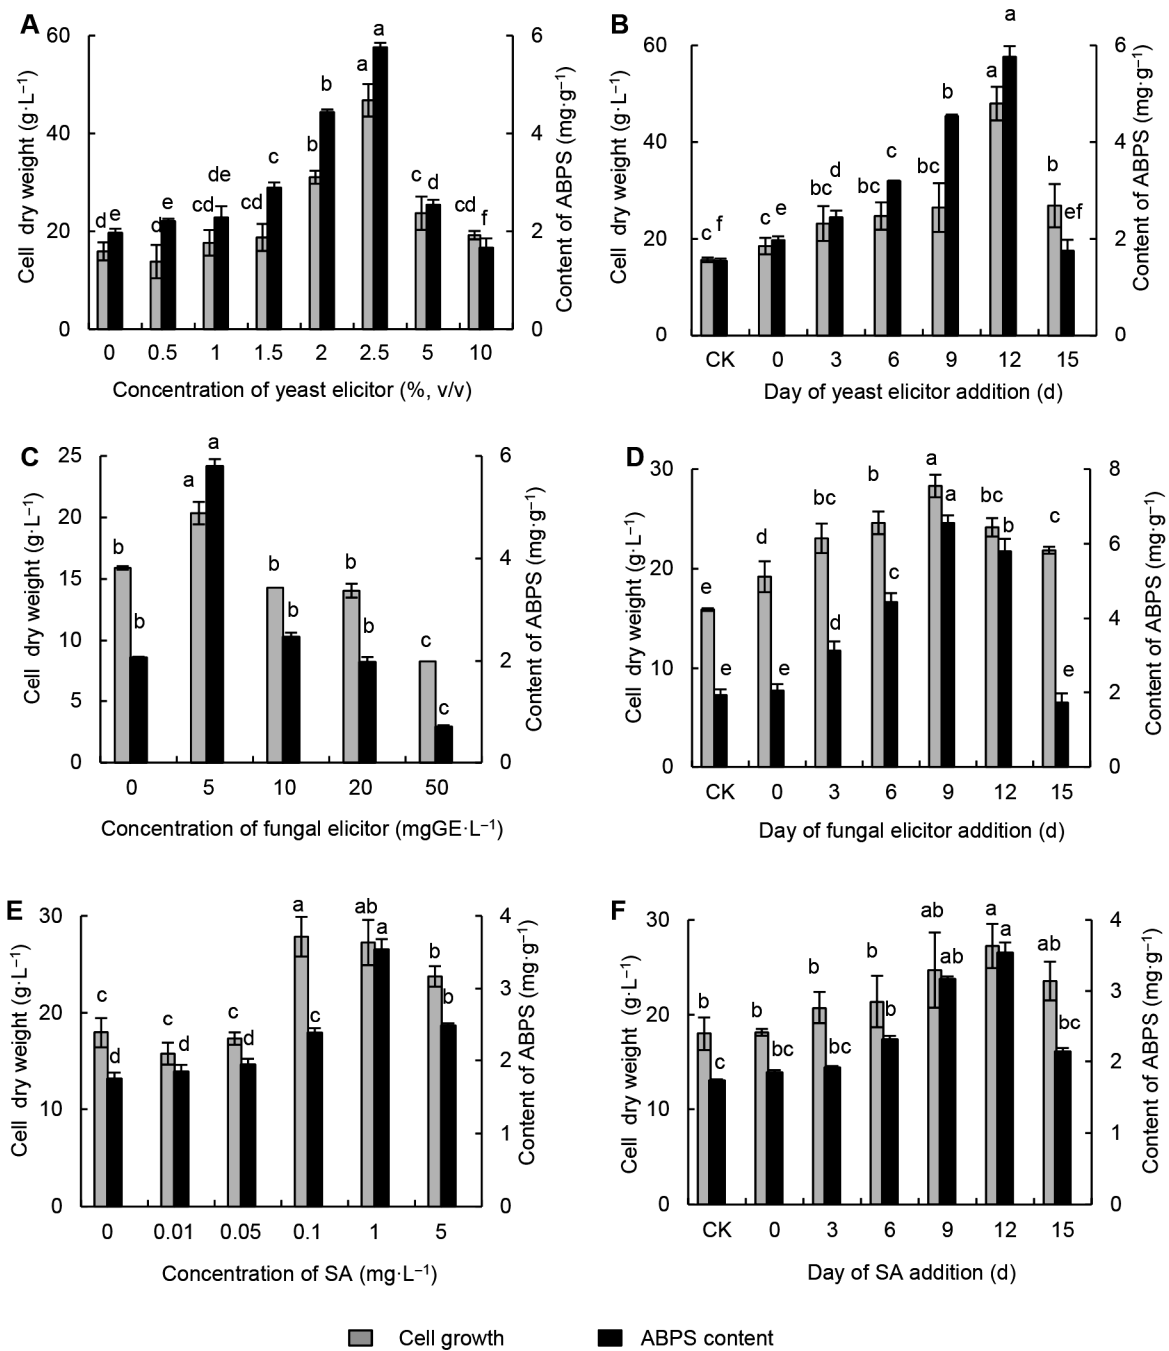 A
B
Cell dry weight (g·L⁻¹)
Content of ABPS (mg·g⁻¹)
60
40
20
0
6
4
2
0
d e
d e
cd de
cd c
b b
a a
c d
cd f
0 0.5 1 1.5 2 2.5 5 10
Concentration of yeast elicitor (%, v/v)
Cell dry weight (g·L⁻¹)
Content of ABPS (mg·g⁻¹)
60
40
20
0
6
4
2
0
c f
c e
bc d
bc c
bc b
a a
b ef
CK 0 3 6 9 12 15
Day of yeast elicitor addition (d)
C
D
Cell dry weight (g·L⁻¹)
Content of ABPS (mg·g⁻¹)
25
20
15
10
5
0
6
4
2
0
b b
a a
b b
b b
c c
0 5 10 20 50
Concentration of fungal elicitor (mgGE·L⁻¹)
Cell dry weight (g·L⁻¹)
Content of ABPS (mg·g⁻¹)
30
20
10
0
8
6
4
2
0
e e
d e
bc d
b c
a a
bc b
c e
CK 0 3 6 9 12 15
Day of fungal elicitor addition (d)
E
F
Cell dry weight (g·L⁻¹)
Content of ABPS (mg·g⁻¹)
30
20
10
0
4
3
2
1
0
c d
c d
c d
a c
ab a
b b
0 0.01 0.05 0.1 1 5
Concentration of SA (mg·L⁻¹)
Cell dry weight (g·L⁻¹)
Content of ABPS (mg·g⁻¹)
30
20
10
0
4
3
2
1
0
b c
b bc
b bc
b b
ab ab
a a
ab bc
CK 0 3 6 9 12 15
Day of SA addition (d)
Cell growth
ABPS content